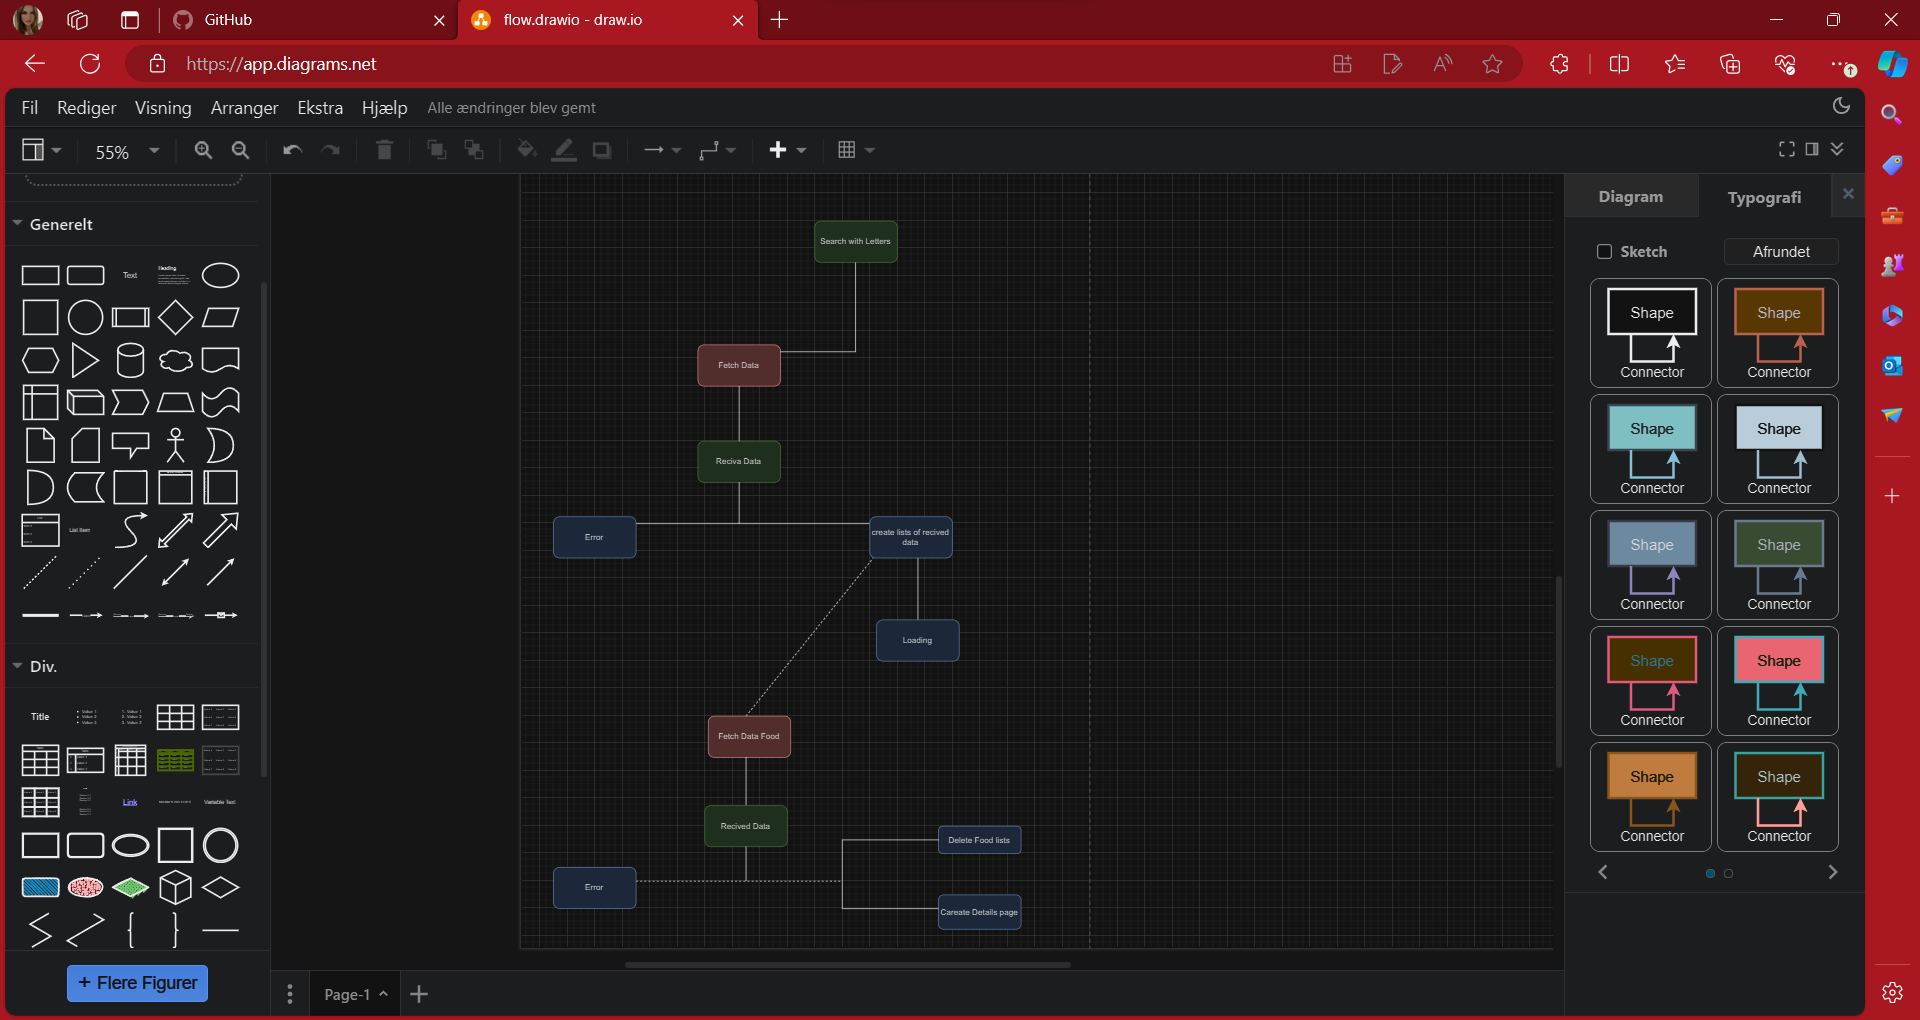 GitHub
flow.drawio - draw.io
https://app.diagrams.net
Fil Rediger Visning Arranger Ekstra Hjælp Alle ændringer blev gemt
55%
Generelt
Text
Heading
List Item
Div.
Title
Link
Variable Text
+ Flere Figurer
Search with Letters
Fetch Data
Reciva Data
Error
create lists of recived
data
Loading
Fetch Data Food
Recived Data
Delete Food lists
Error
Careate Details page
Page-1
Diagram Typografi
Sketch Afrundet
Shape Shape
Connector Connector
Shape Shape
Connector Connector
Shape Shape
Connector Connector
Shape Shape
Connector Connector
Shape Shape
Connector Connector